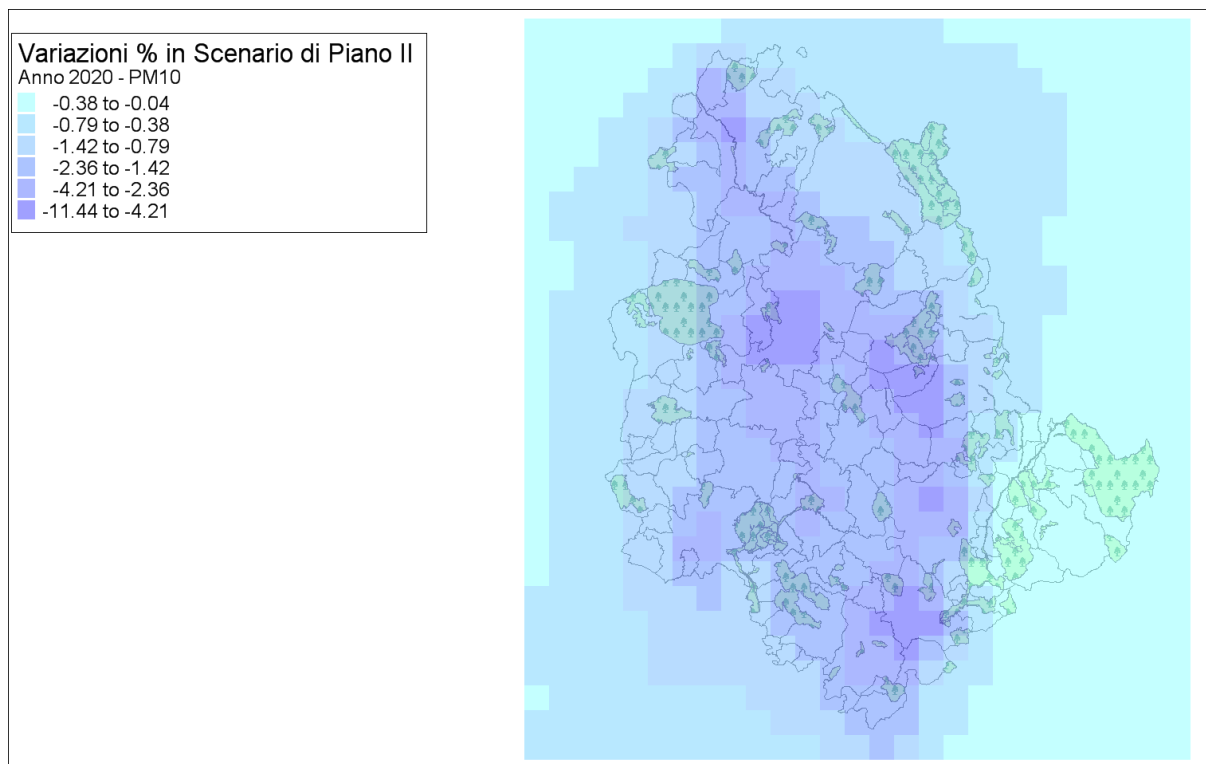 Variazioni % in Scenario di Piano II
Anno 2020 - PM10
-0.38 to -0.04
-0.79 to -0.38
-1.42 to -0.79
-2.36 to -1.42
-4.21 to -2.36
-11.44 to -4.21